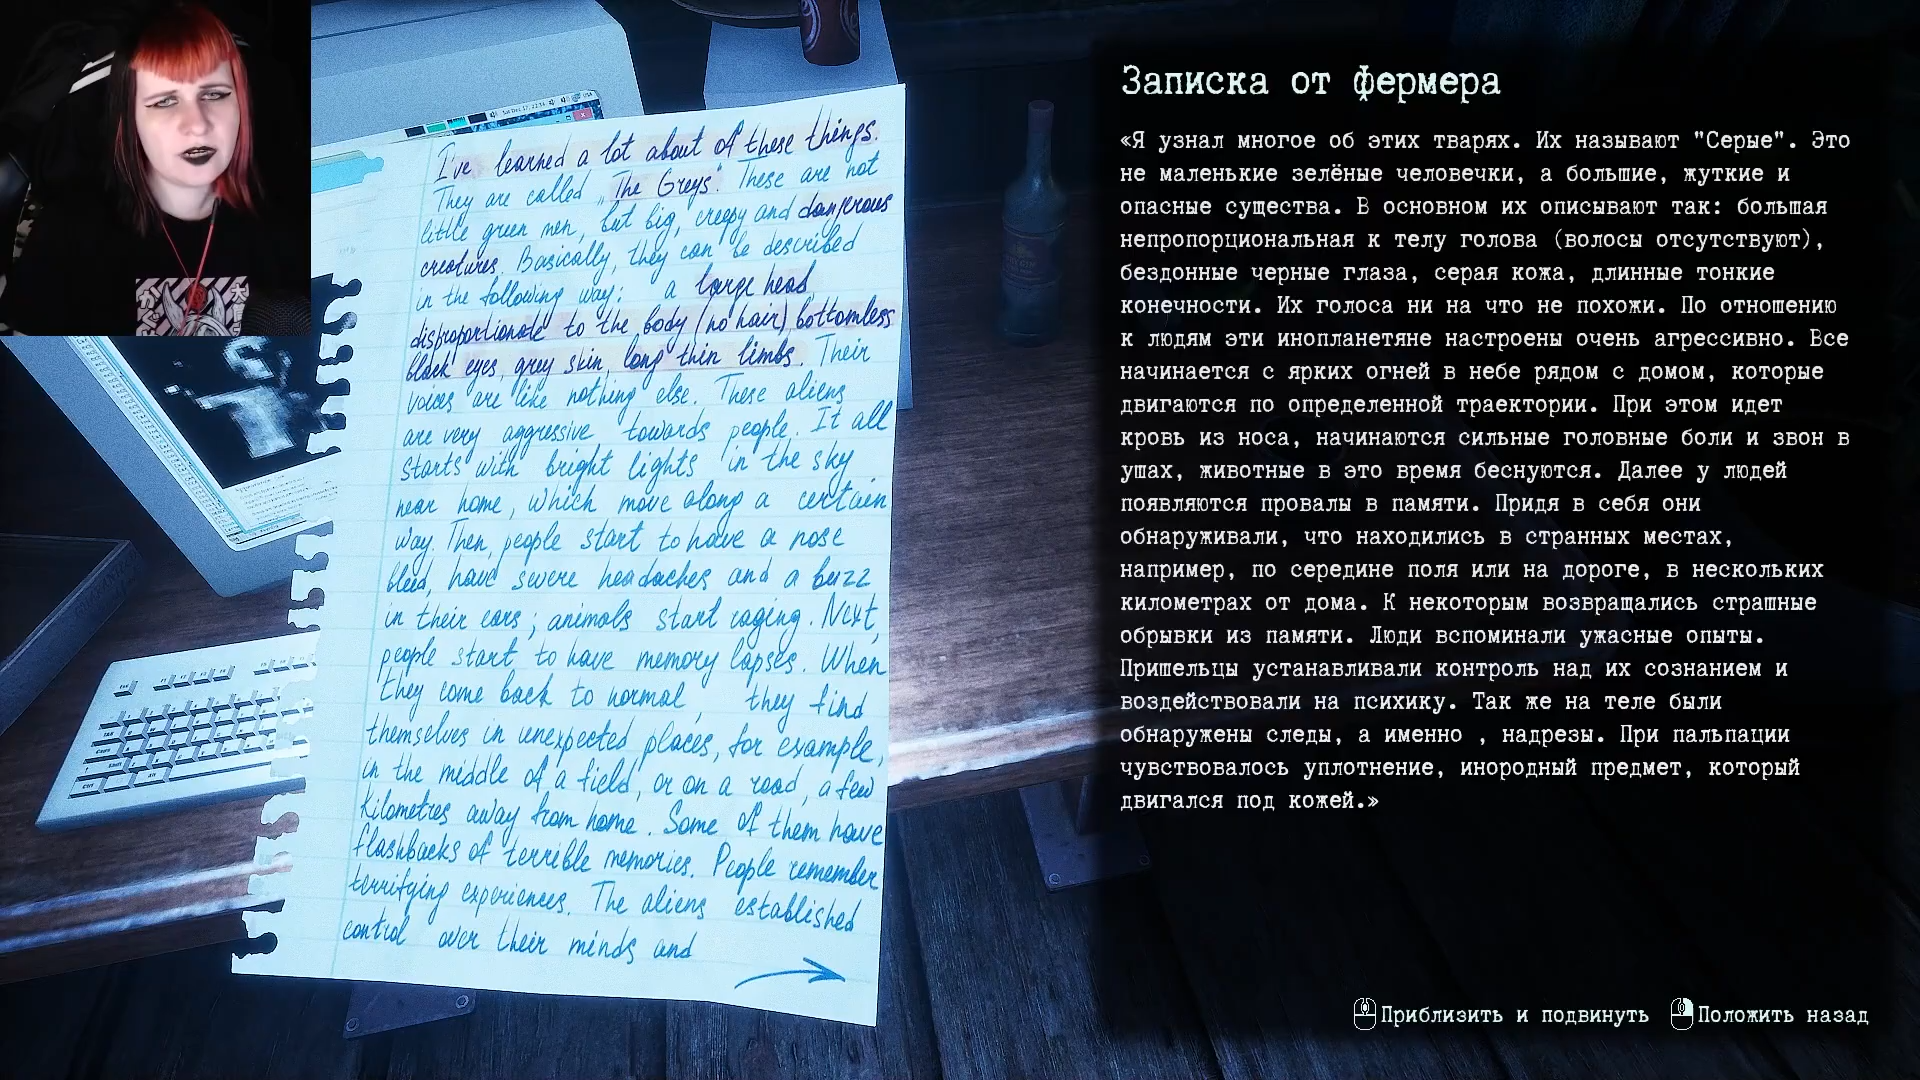 I've learned a lot about of these things.
They are called „The Greys". These are not
little green men, but big, creepy and dangerous
creatures. Basically, they can be described
in the following way: a large head
disproportionate to the body (no hair) bottomless
black eyes, grey skin, long thin limbs. Their
voices are like nothing else. These aliens
are very aggressive towards people. It all
starts with bright lights in the sky
near home, which move along a certain
way. Then, people start to have a nose
bleed, have severe headaches and a buzz
in their ears; animals start raging. Next,
people start to have memory lapses. When
they come back to normal, they find
themselves in unexpected places, for example,
in the middle of a field, or on a road, a few
kilometres away from home. Some of them have
flashbacks of terrible memories. People remember
terrifying experiences. The aliens established
control over their minds and
Записка от фермера
«Я узнал многое об этих тварях. Их называют "Серые". Это
не маленькие зелёные человечки, а большие, жуткие и
опасные существа. В основном их описывают так: большая
непропорциональная к телу голова (волосы отсутствуют),
бездонные черные глаза, серая кожа, длинные тонкие
конечности. Их голоса ни на что не похожи. По отношению
к людям эти инопланетяне настроены очень агрессивно. Все
начинается с ярких огней в небе рядом с домом, которые
двигаются по определенной траектории. При этом идет
кровь из носа, начинаются сильные головные боли и звон в
ушах, животные в это время беснуются. Далее у людей
появляются провалы в памяти. Придя в себя они
обнаруживали, что находились в странных местах,
например, по середине поля или на дороге, в нескольких
километрах от дома. К некоторым возвращались страшные
обрывки из памяти. Люди вспоминали ужасные опыты.
Пришельцы устанавливали контроль над их сознанием и
воздействовали на психику. Так же на теле были
обнаружены следы, а именно , надрезы. При пальпации
чувствовалось уплотнение, инородный предмет, который
двигался под кожей.»
Приблизить и подвинуть Положить назад